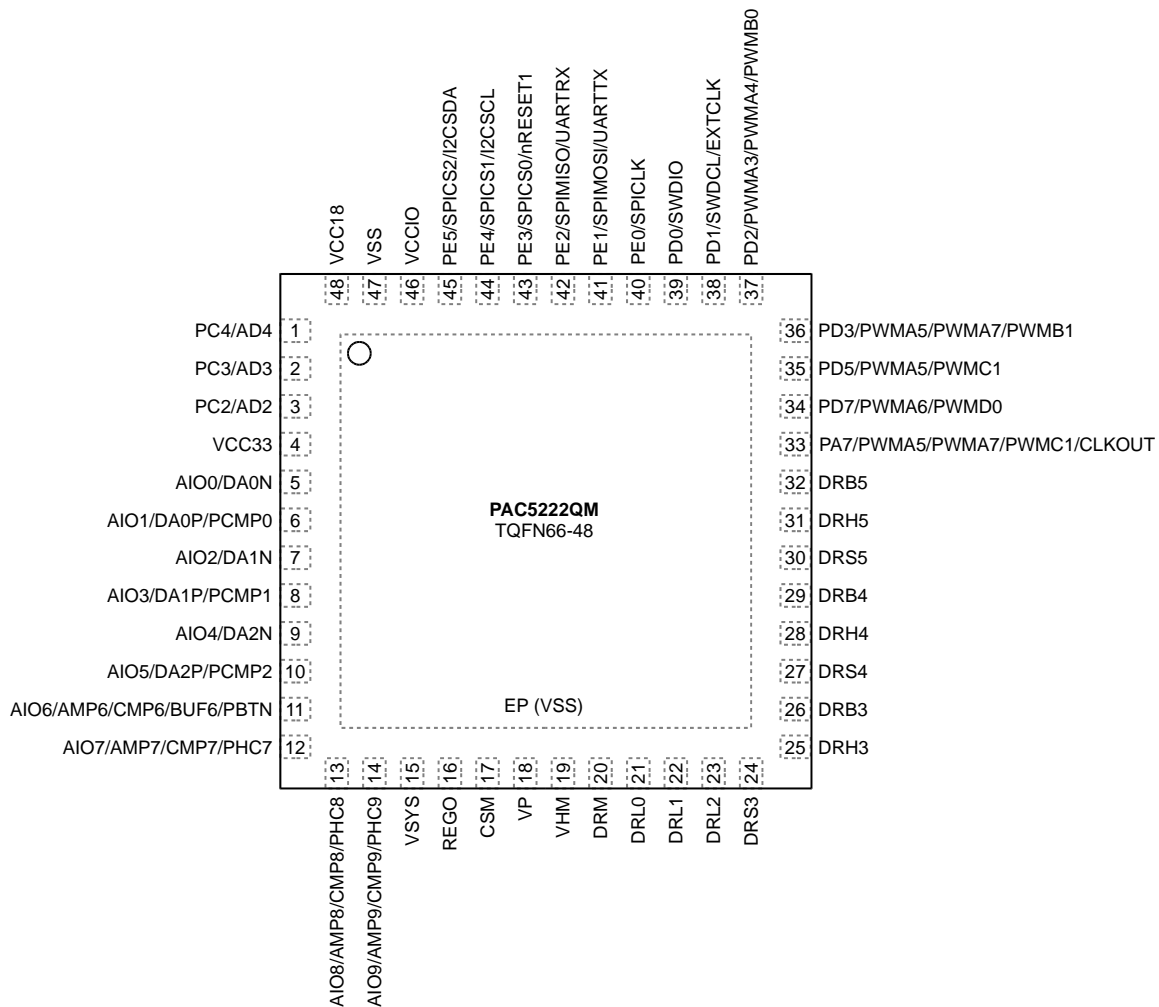 VCC18
VSS
VCCIO
PE5/SPICS2/I2CSDA
PE4/SPICS1/I2CSCL
PE3/SPICS0/nRESET1
PE2/SPIMISO/UARTRX
PE1/SPIMOSI/UARTTX
PE0/SPICLK
PD0/SWDIO
PD1/SWDCL/EXTCLK
PD2/PWMA3/PWMA4/PWMB0
48
47
46
45
44
43
42
41
40
39
38
37
PC4/AD4 1
PC3/AD3 2
PC2/AD2 3
VCC33 4
AIO0/DA0N 5
AIO1/DA0P/PCMP0 6
AIO2/DA1N 7
AIO3/DA1P/PCMP1 8
AIO4/DA2N 9
AIO5/DA2P/PCMP2 10
AIO6/AMP6/CMP6/BUF6/PBTN 11
AIO7/AMP7/CMP7/PHC7 12
PAC5222QM
TQFN66-48
EP (VSS)
36 PD3/PWMA5/PWMA7/PWMB1
35 PD5/PWMA5/PWMC1
34 PD7/PWMA6/PWMD0
33 PA7/PWMA5/PWMA7/PWMC1/CLKOUT
32 DRB5
31 DRH5
30 DRS5
29 DRB4
28 DRH4
27 DRS4
26 DRB3
25 DRH3
13
14
15
16
17
18
19
20
21
22
23
24
AIO8/AMP8/CMP8/PHC8
AIO9/AMP9/CMP9/PHC9
VSYS
REGO
CSM
VP
VHM
DRM
DRL0
DRL1
DRL2
DRS3